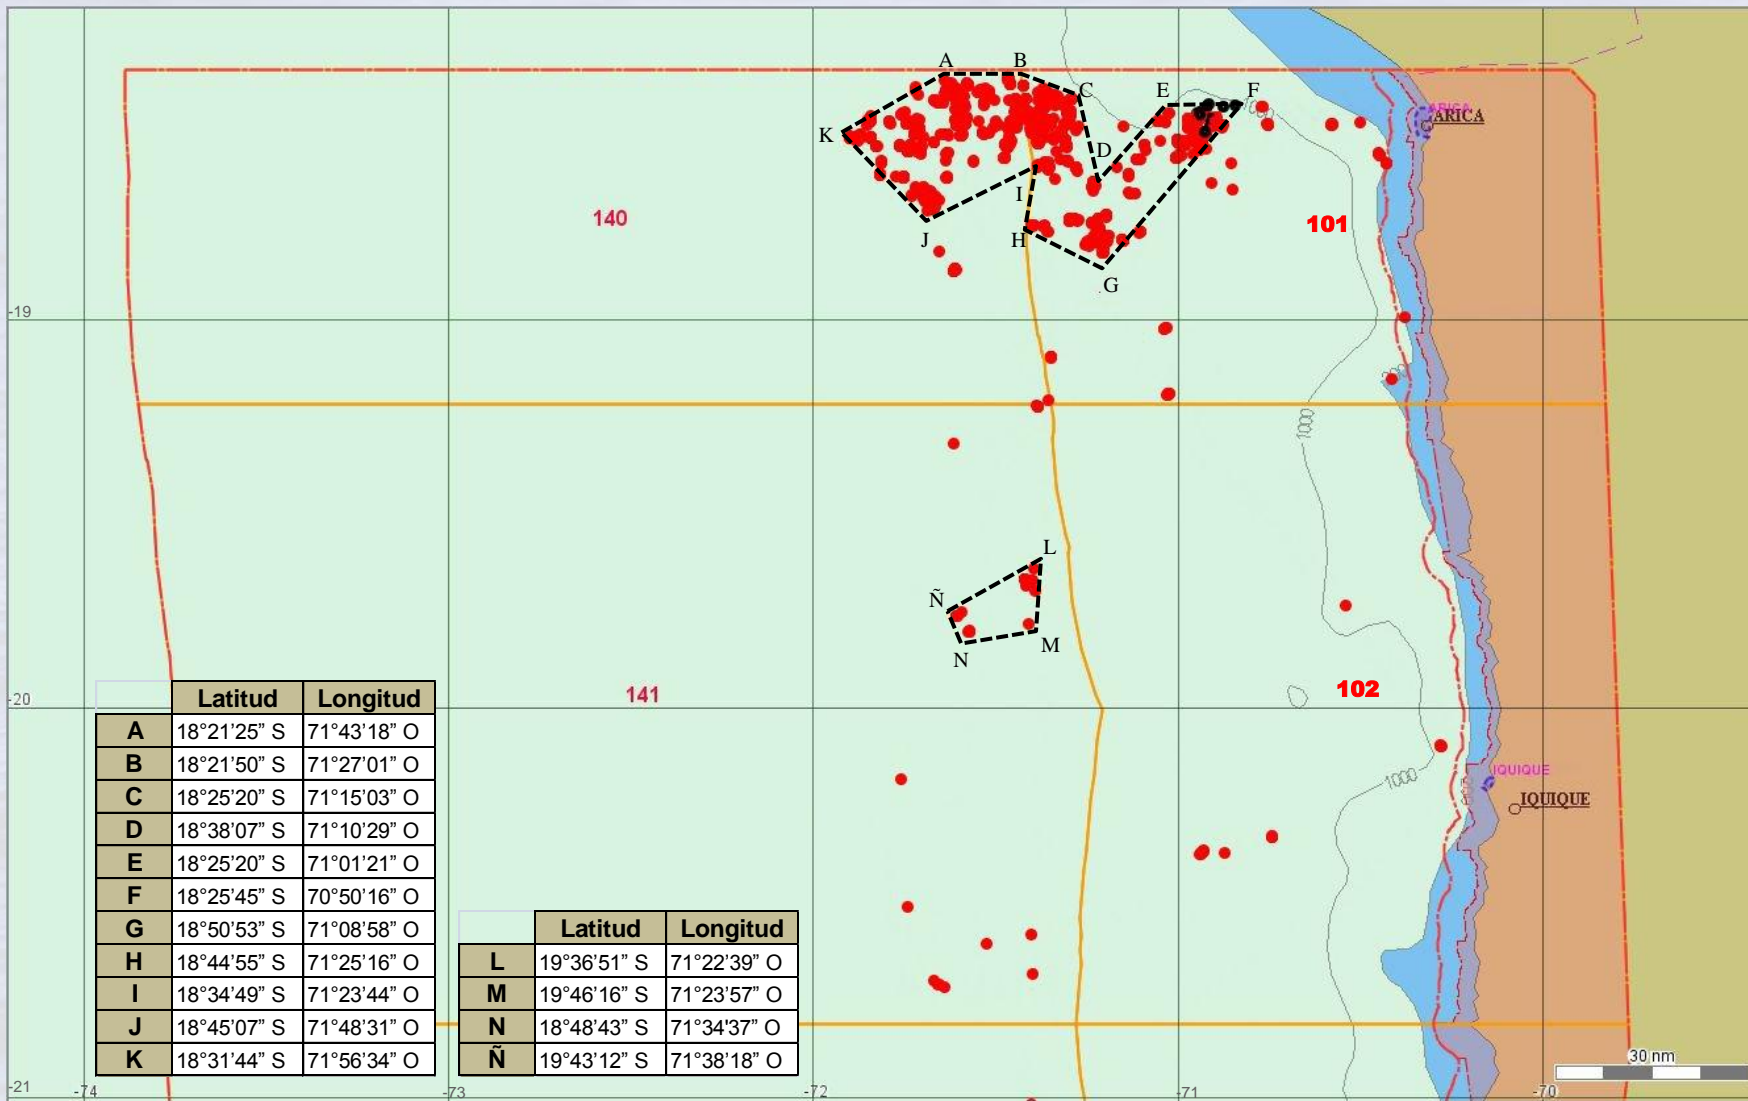 A B
C
E F
K
1000
ARICA
ARICA
D
I
140
101
J
H
G
-19
200
1000
L
Ñ
M
N
-20
141
102
1000
IQUIQUE
IQUIQUE
Latitud Longitud
A 18°21'25” S 71°43'18” O
B 18°21'50” S 71°27'01” O
C 18°25'20” S 71°15'03” O
D 18°38'07” S 71°10'29” O
E 18°25'20” S 71°01'21” O
F 18°25'45” S 70°50'16” O
G 18°50'53” S 71°08'58” O
H 18°44'55” S 71°25'16” O
I 18°34'49” S 71°23'44” O
J 18°45'07” S 71°48'31” O
K 18°31'44” S 71°56'34” O
Latitud Longitud
L 19°36'51” S 71°22'39” O
M 19°46'16” S 71°23'57” O
N 18°48'43” S 71°34'37” O
Ñ 19°43'12” S 71°38'18” O
30 nm
-21
-74 -73 -72 -71 -70